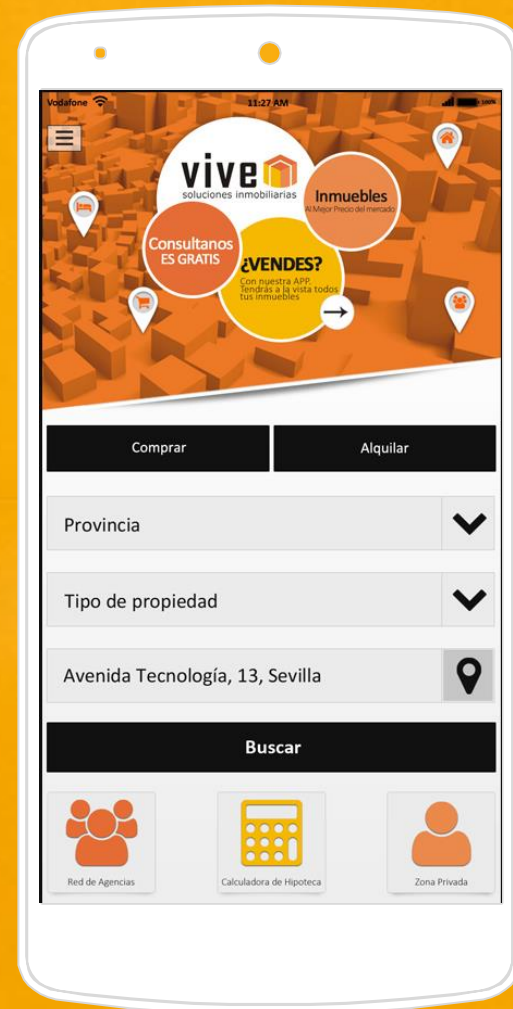 Vodafone 11:27 AM 100%
vive
soluciones inmobiliarias
Inmuebles
Al Mejor Precio del mercado
Consultanos
ES GRATIS
¿VENDES?
Con nuestra APP.
Tendrás a la vista todos
tus inmuebles
Comprar
Alquilar
Provincia
Tipo de propiedad
Avenida Tecnología, 13, Sevilla
Buscar
Red de Agencias
Calculadora de Hipoteca
Zona Privada